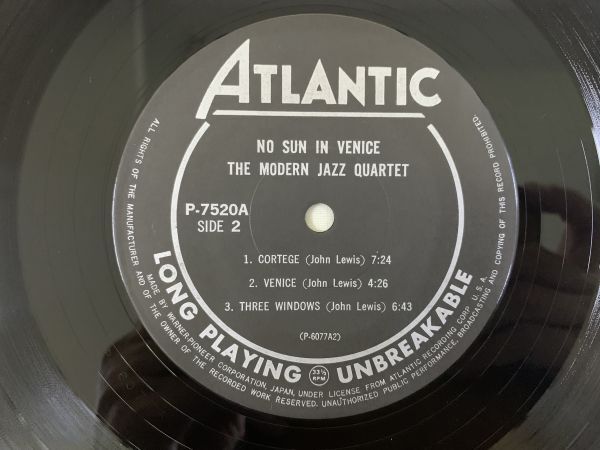 ATLANTIC
NO SUN IN VENICE
THE MODERN JAZZ QUARTET
P-7520A
SIDE 2
1. CORTEGE (John Lewis) 7:24
2. VENICE (John Lewis) 4:26
3. THREE WINDOWS (John Lewis) 6:43
(P-6077A2)
LONG PLAYING 33⅓ RPM UNBREAKABLE
ALL RIGHTS OF THE MANUFACTURER AND OF THE OWNER OF THE RECORDED WORK RESERVED. UNAUTHORIZED PUBLIC PERFORMANCE, BROADCASTING AND COPYING OF THIS RECORD PROHIBITED.
MADE BY WARNER-PIONEER CORPORATION, JAPAN, UNDER LICENSE FROM ATLANTIC RECORDING CORP. U.S.A.